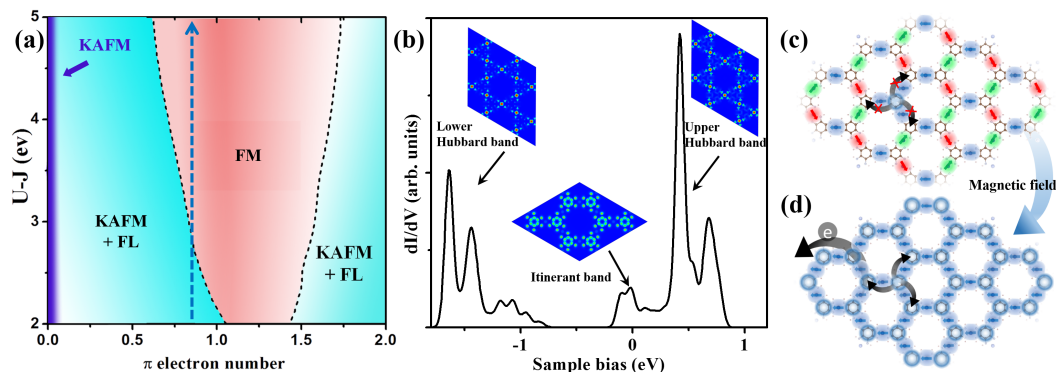 (a)
KAFM
FM
KAFM
+ FL
KAFM
+ FL
U-J (ev)
5
4
3
2
0.0
0.5
1.0
1.5
2.0
π electron number
(b)
Lower
Hubbard band
Upper
Hubbard band
Itinerant band
dI/dV (arb. units)
-1
0
1
Sample bias (eV)
(c)
Magnetic field
(d)
e